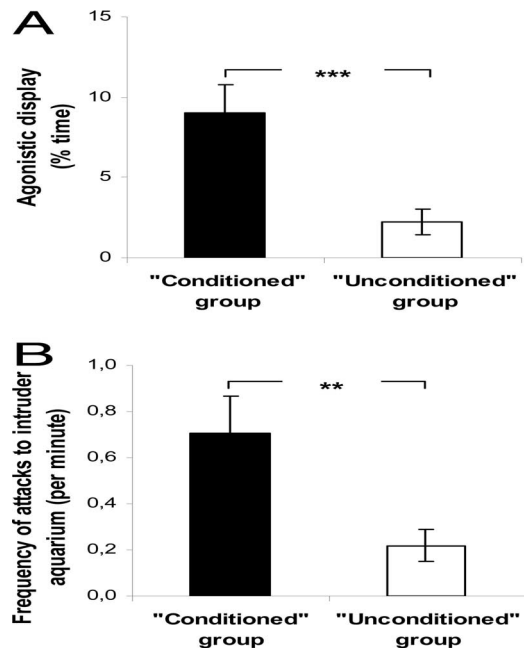 A
15
10
5
0
Agonistic display
(% time)
***
"Conditioned" "Unconditioned"
group group
B
1,0
0,8
0,6
0,4
0,2
0,0
Frequency of attacks to intruder
aquarium (per minute)
**
"Conditioned" "Unconditioned"
group group